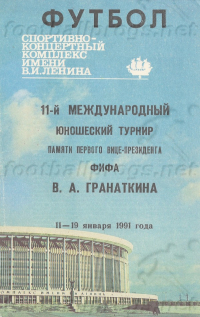 ФУТБОЛ
СПОРТИВНО-
КОНЦЕРТНЫЙ
КОМПЛЕКС
ИМЕНИ
В.И.ЛЕНИНА
11-й МЕЖДУНАРОДНЫЙ
ЮНОШЕСКИЙ ТУРНИР
ПАМЯТИ ПЕРВОГО ВИЦЕ-ПРЕЗИДЕНТА
ФИФА
В. А. ГРАНАТКИНА
11—19 января 1991 года